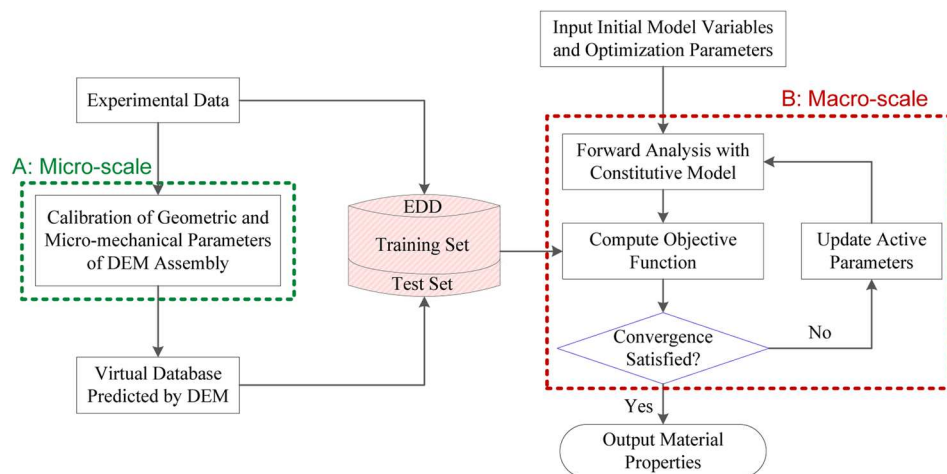 Input Initial Model Variables
and Optimization Parameters
Experimental Data
B: Macro-scale
A: Micro-scale
Forward Analysis with
Constitutive Model
Calibration of Geometric and
Micro-mechanical Parameters
of DEM Assembly
EDD
Training Set
Test Set
Compute Objective
Function
Update Active
Parameters
Convergence
Satisfied?
No
Virtual Database
Predicted by DEM
Yes
Output Material
Properties